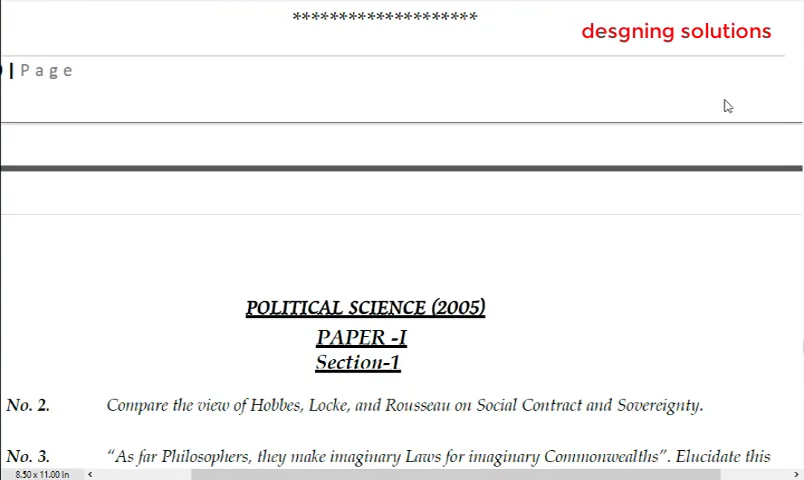 ********************
desgning solutions
| Page
POLITICAL SCIENCE (2005)
PAPER -I
Section-1
No. 2. Compare the view of Hobbes, Locke, and Rousseau on Social Contract and Sovereignty.
No. 3. “As far Philosophers, they make imaginary Laws for imaginary Commonwealths”. Elucidate this
8.50 x 11.00 in